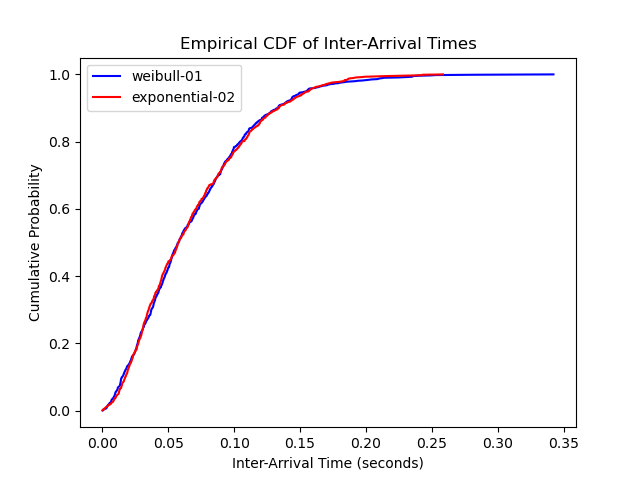 Empirical CDF of Inter-Arrival Times
weibull-01
exponential-02
1.0
0.8
0.6
0.4
0.2
0.0
Cumulative Probability
0.00 0.05 0.10 0.15 0.20 0.25 0.30 0.35
Inter-Arrival Time (seconds)